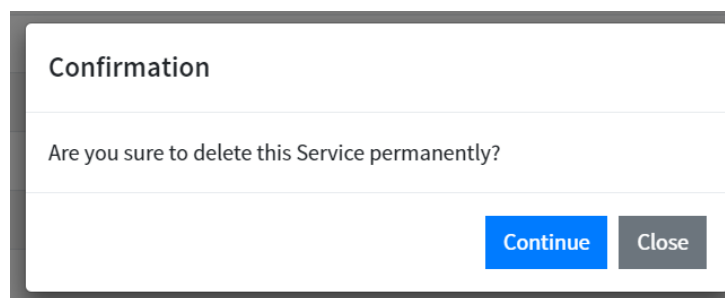 Confirmation
Are you sure to delete this Service permanently?
Continue Close